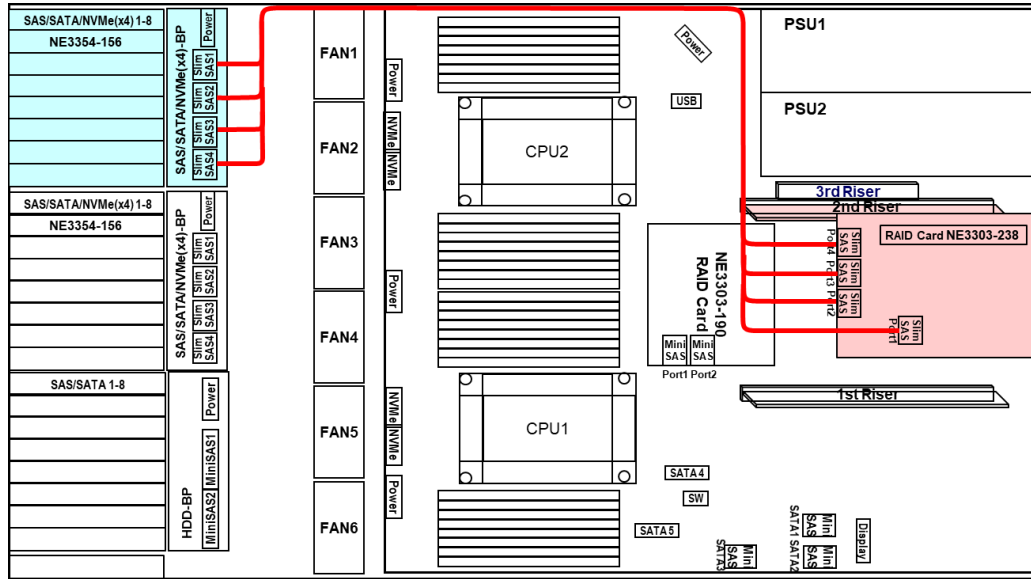 SAS/SATA/NVMe(x4) 1-8
NE3354-156
SAS/SATA/NVMe(x4)-BP
Power
Slim SAS1
Slim SAS2
Slim SAS3
Slim SAS4
SAS/SATA/NVMe(x4) 1-8
NE3354-156
SAS/SATA/NVMe(x4)-BP
Power
Slim SAS1
Slim SAS2
Slim SAS3
Slim SAS4
SAS/SATA 1-8
HDD-BP
Power
MiniSAS1
MiniSAS2
FAN1
FAN2
FAN3
FAN4
FAN5
FAN6
Power
NVMe
NVMe
Power
NVMe
NVMe
Power
CPU2
CPU1
Power
USB
PSU1
PSU2
3rd Riser
2nd Riser
RAID Card NE3303-238
Slim SAS
Port4
Slim SAS
Port3
Slim SAS
Port2
Slim SAS
Port1
NE3303-190
RAID Card
Mini SAS
Mini SAS
Port1 Port2
1st Riser
SATA4
SW
SATA5
Mini SAS
SATA3
Mini SAS
SATA1
Mini SAS
SATA2
Display